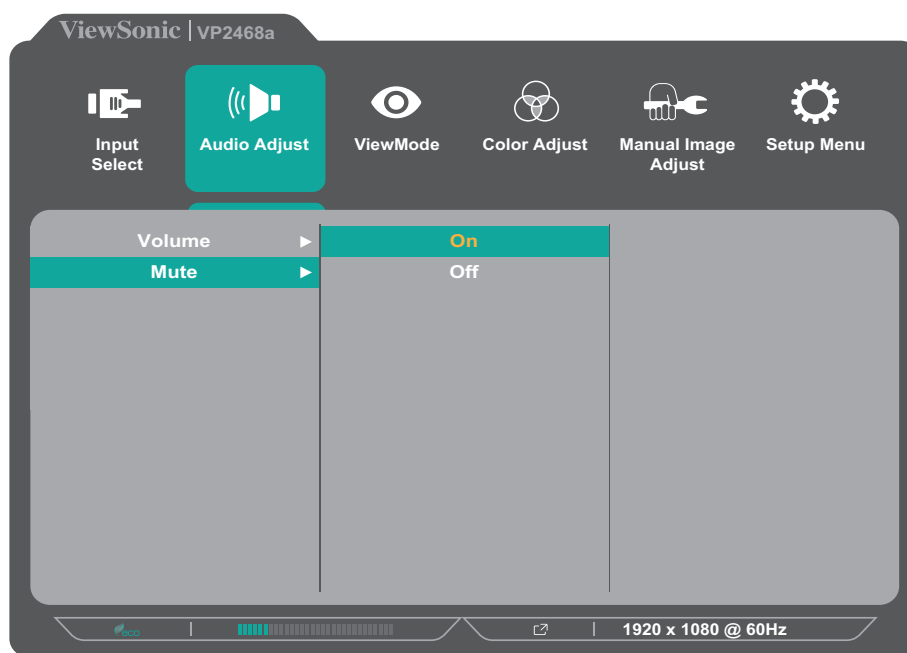 ViewSonic | VP2468a
Input Select
Audio Adjust
ViewMode
Color Adjust
Manual Image Adjust
Setup Menu
Volume
On
Mute
Off
eco
1920 x 1080 @ 60Hz